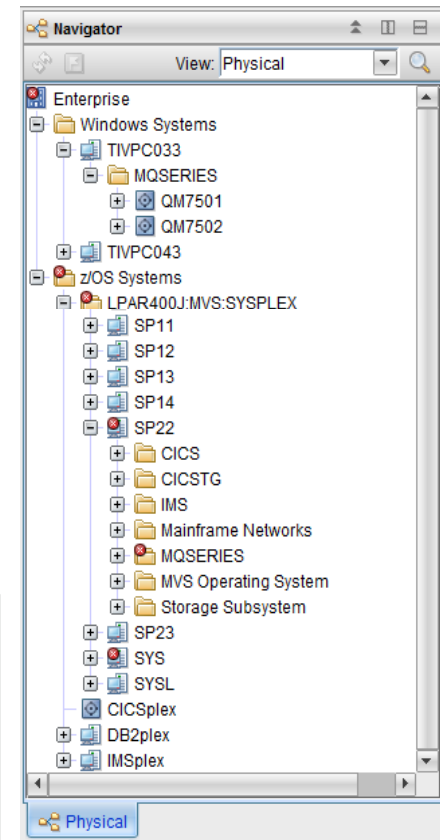 Navigator
View: Physical
Enterprise
Windows Systems
TIVPC033
MQSERIES
QM7501
QM7502
TIVPC043
z/OS Systems
LPAR400J:MVS:SYSPLEX
SP11
SP12
SP13
SP14
SP22
CICS
CICSTG
IMS
Mainframe Networks
MQSERIES
MVS Operating System
Storage Subsystem
SP23
SYS
SYSL
CICSplex
DB2plex
IMSplex
Physical